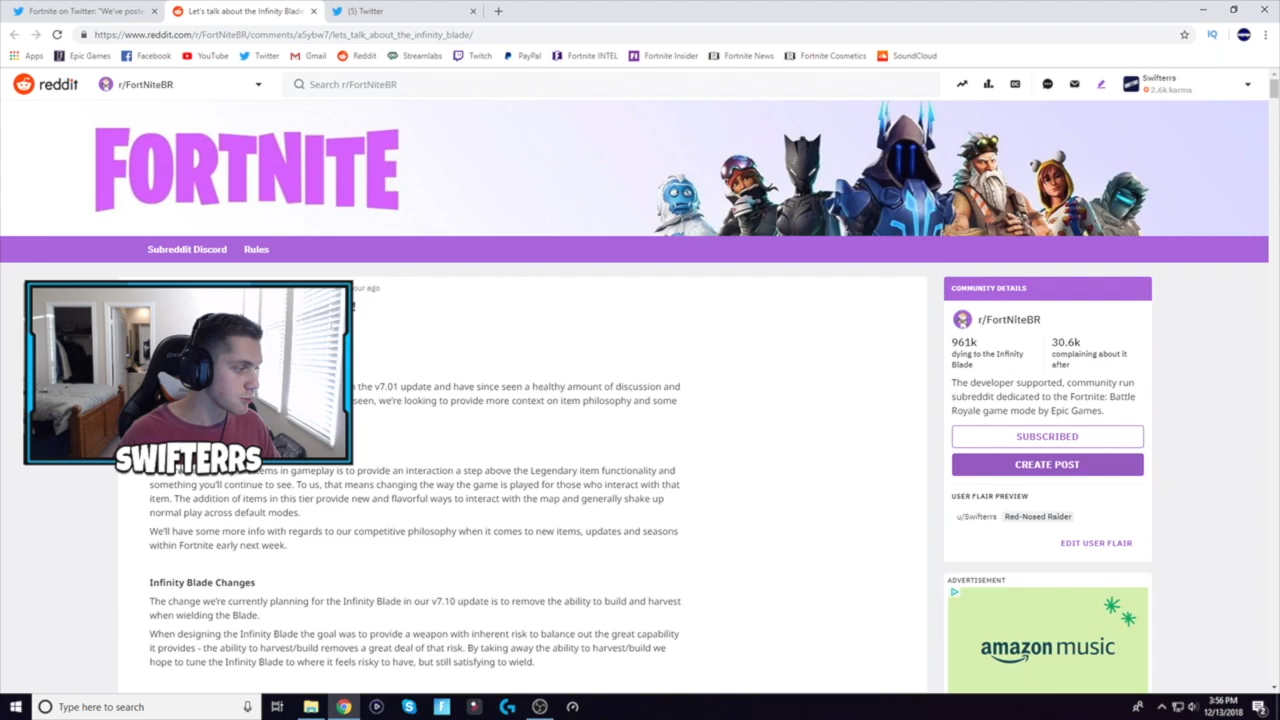 Fortnite on Twitter: "We've poste
Let's talk about the Infinity Blade
(5) Twitter
https://www.reddit.com/r/FortNiteBR/comments/a5ybw7/lets_talk_about_the_infinity_blade/
Apps
Epic Games
Facebook
YouTube
Twitter
Gmail
Reddit
Streamlabs
Twitch
PayPal
Fortnite INTEL
Fortnite Insider
Fortnite News
Fortnite Cosmetics
SoundCloud
reddit
r/FortNiteBR
Search r/FortNiteBR
Swifterrs
2.6k karma
FORTNITE
Subreddit Discord
Rules
our ago
the v7.01 update and have since seen a healthy amount of discussion and
seen, we're looking to provide more context on item philosophy and some
SWIFTERRS
items in gameplay is to provide an interaction a step above the Legendary item functionality and
something you'll continue to see. To us, that means changing the way the game is played for those who interact with that
item. The addition of items in this tier provide new and flavorful ways to interact with the map and generally shake up
normal play across default modes.
We'll have some more info with regards to our competitive philosophy when it comes to new items, updates and seasons
within Fortnite early next week.
Infinity Blade Changes
The change we're currently planning for the Infinity Blade in our v7.10 update is to remove the ability to build and harvest
when wielding the Blade.
When designing the Infinity Blade the goal was to provide a weapon with inherent risk to balance out the great capability
it provides - the ability to harvest/build removes a great deal of that risk. By taking away the ability to harvest/build we
hope to tune the Infinity Blade to where it feels risky to have, but still satisfying to wield.
COMMUNITY DETAILS
r/FortNiteBR
961k
dying to the Infinity
Blade
30.6k
complaining about it
after
The developer supported, community run
subreddit dedicated to the Fortnite: Battle
Royale game mode by Epic Games.
SUBSCRIBED
CREATE POST
USER FLAIR PREVIEW
u/Swifterrs
Red-Nosed Raider
EDIT USER FLAIR
ADVERTISEMENT
amazon music
Type here to search
3:56 PM
12/13/2018